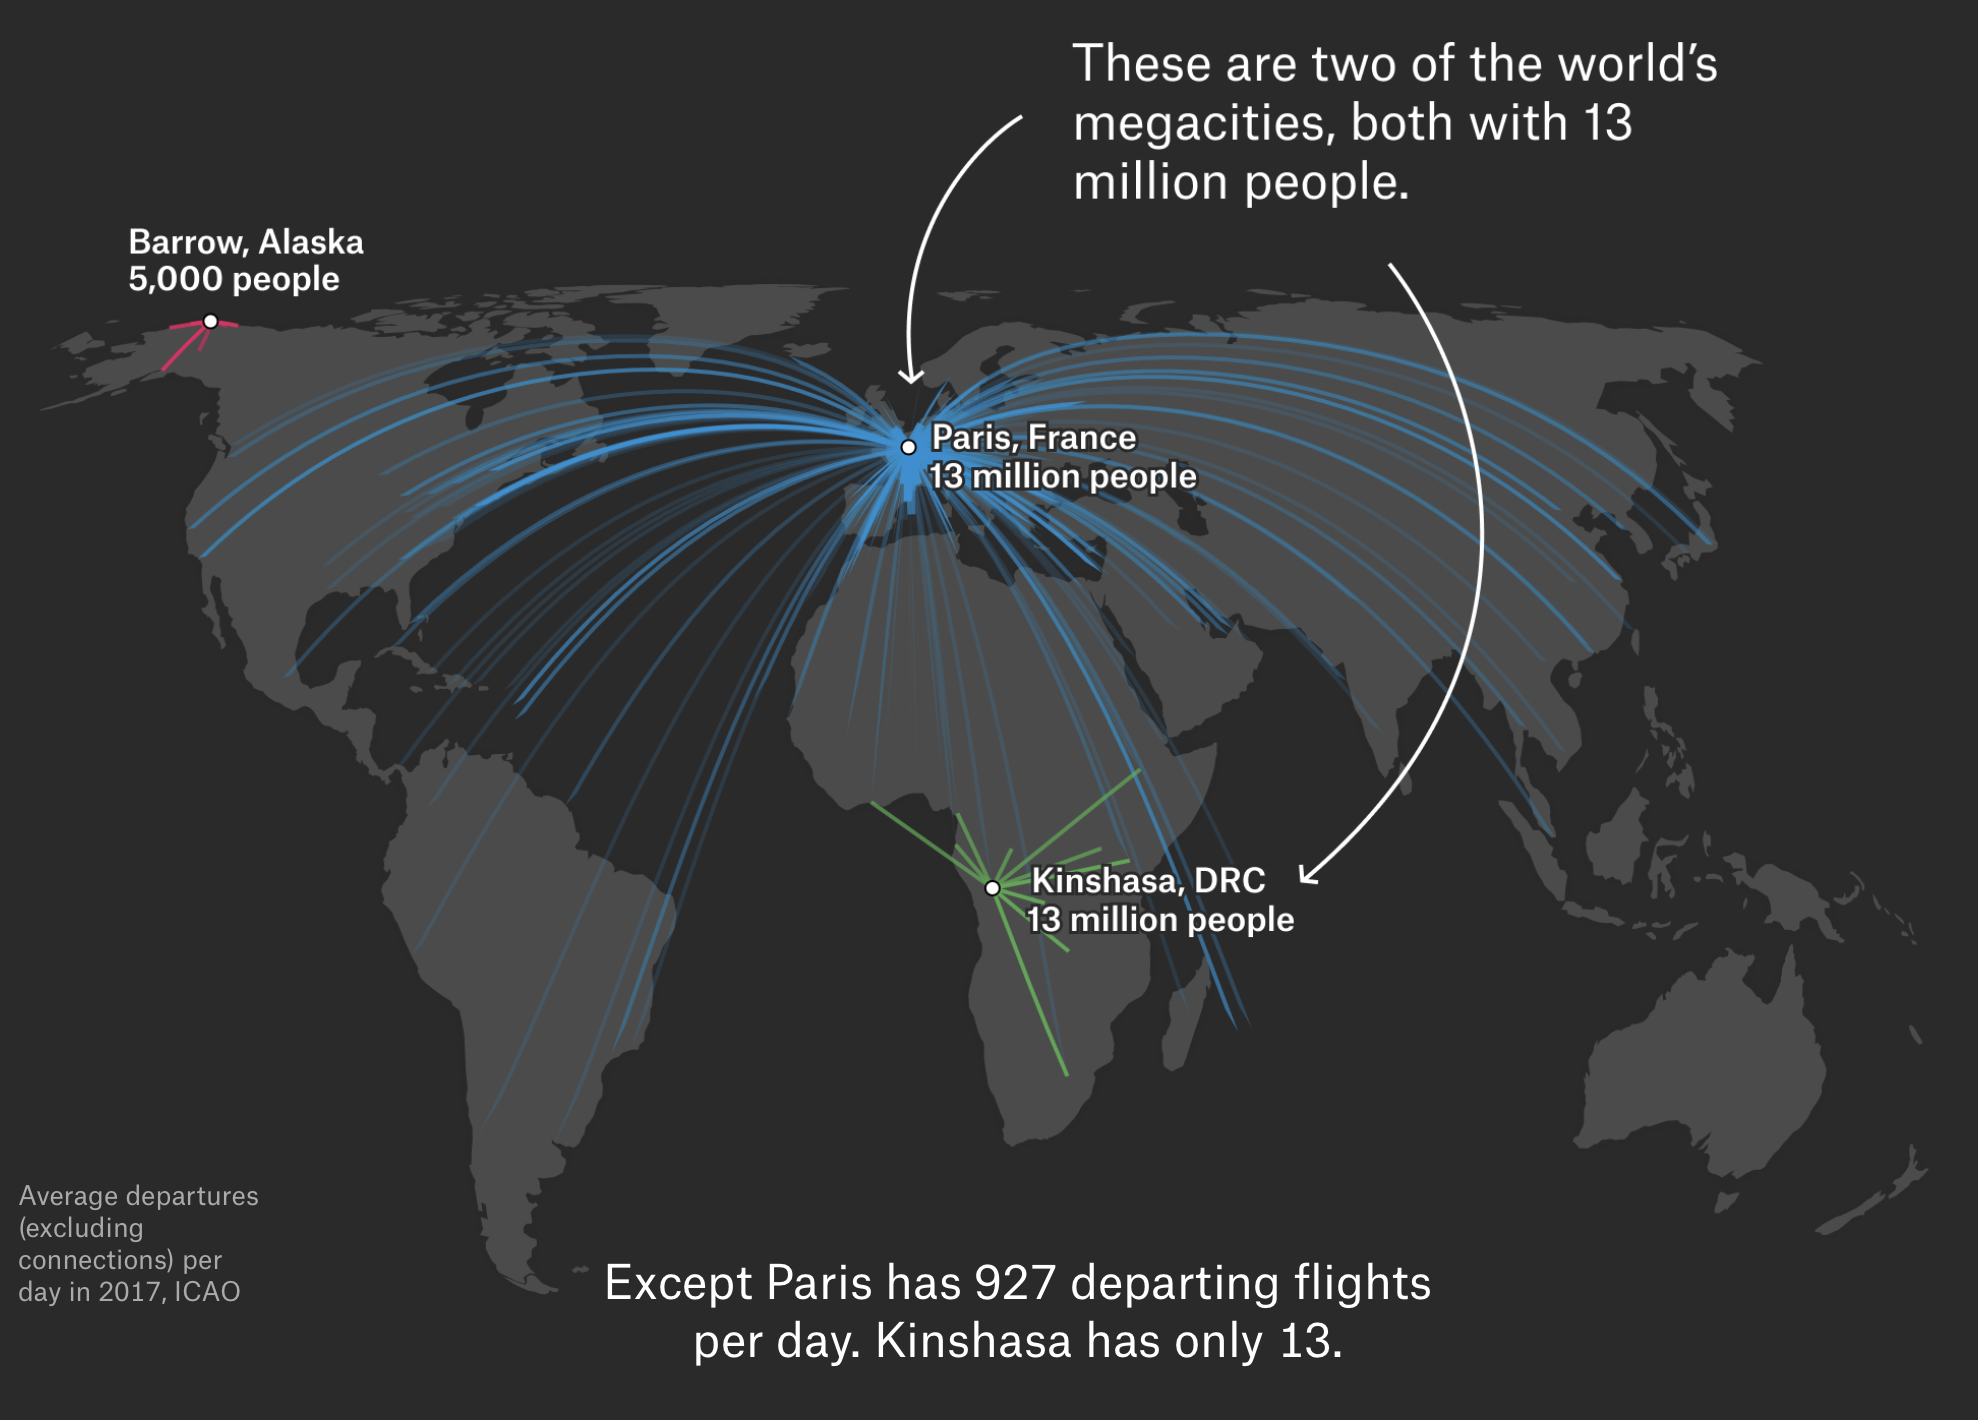 These are two of the world’s
megacities, both with 13
million people.
Barrow, Alaska
5,000 people
Paris, France
13 million people
Kinshasa, DRC
13 million people
Average departures
(excluding
connections) per
day in 2017, ICAO
Except Paris has 927 departing flights
per day. Kinshasa has only 13.